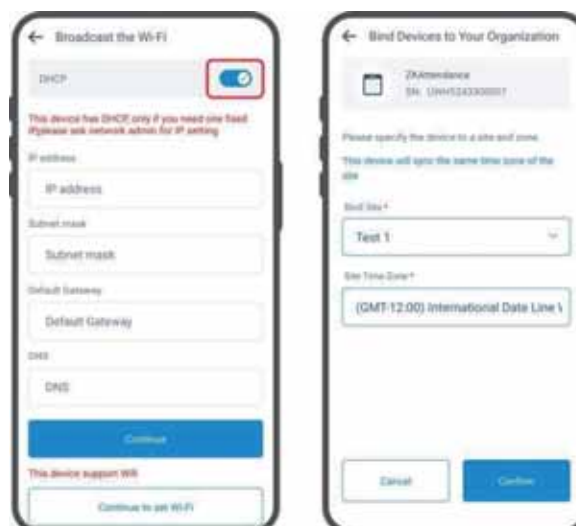 ← Broadcast the Wi-Fi
DHCP
This device has DHCP, only if you need one fixed
IP,please ask network admin for IP setting
IP address
IP address
Subnet mask
Subnet mask
Default Gateway
Default Gateway
DNS
DNS
Continue
This device support Wifi
Continue to set Wi-Fi
← Bind Devices to Your Organization
ZKAttendance
SN:
Please specify the device to a site and zone
This device will sync the same time zone of the
site
Bind Site *
Test 1
Site Time Zone *
(GMT-12:00) International Date Line
Cancel
Confirm